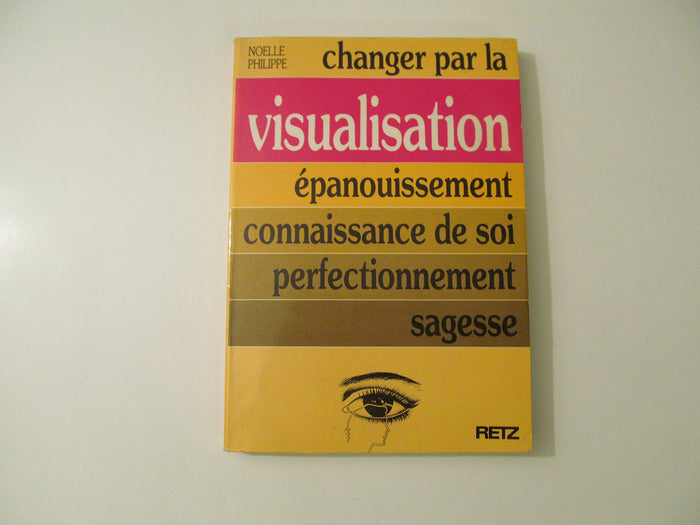 NOELLE
PHILIPPE
changer par la
visualisation
épanouissement
connaissance de soi
perfectionnement
sagesse
RETZ